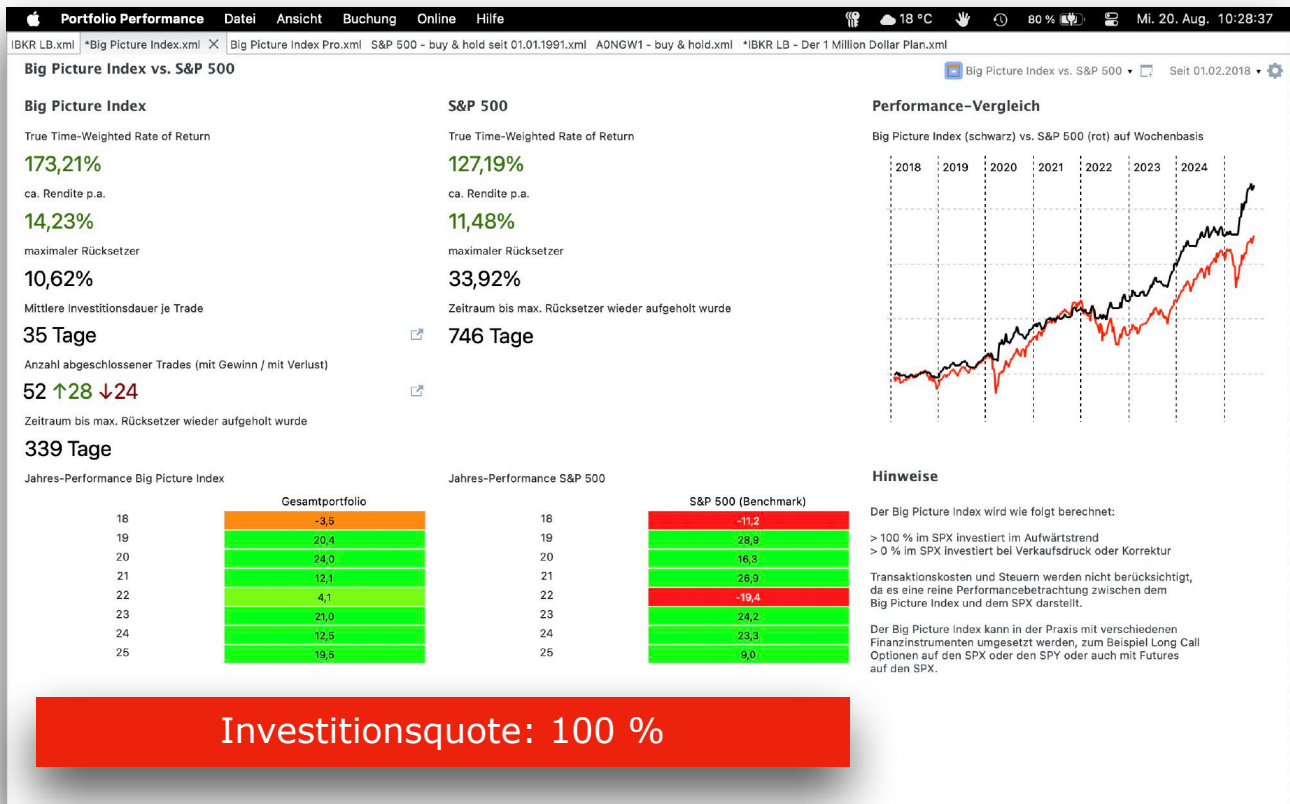 Portfolio Performance Datei Ansicht Buchung Online Hilfe 18 °C 80 % Mi. 20. Aug. 10:28:37
IBKR LB.xml *Big Picture Index.xml Big Picture Index Pro.xml S&P 500 - buy & hold seit 01.01.1991.xml A0NGW1 - buy & hold.xml *IBKR LB - Der 1 Million Dollar Plan.xml
Big Picture Index vs. S&P 500
Big Picture Index vs. S&P 500 Seit 01.02.2018
Big Picture Index
True Time-Weighted Rate of Return
173,21%
ca. Rendite p.a.
14,23%
maximaler Rücksetzer
10,62%
Mittlere Investitionsdauer je Trade
35 Tage
Anzahl abgeschlossener Trades (mit Gewinn / mit Verlust)
52 ↑28 ↓24
Zeitraum bis max. Rücksetzer wieder aufgeholt wurde
339 Tage
S&P 500
True Time-Weighted Rate of Return
127,19%
ca. Rendite p.a.
11,48%
maximaler Rücksetzer
33,92%
Zeitraum bis max. Rücksetzer wieder aufgeholt wurde
746 Tage
Performance-Vergleich
Big Picture Index (schwarz) vs. S&P 500 (rot) auf Wochenbasis
2018 2019 2020 2021 2022 2023 2024
Jahres-Performance Big Picture Index
Gesamtportfolio
18 -3,5
19 20,4
20 24,0
21 12,1
22 4,1
23 21,0
24 12,5
25 19,5
Jahres-Performance S&P 500
S&P 500 (Benchmark)
18 -11,2
19 28,9
20 16,3
21 26,9
22 -19,4
23 24,2
24 23,3
25 9,0
Hinweise
Der Big Picture Index wird wie folgt berechnet:
> 100 % im SPX investiert im Aufwärtstrend
> 0 % im SPX investiert bei Verkaufsdruck oder Korrektur
Transaktionskosten und Steuern werden nicht berücksichtigt,
da es eine reine Performancebetrachtung zwischen dem
Big Picture Index und dem SPX darstellt.
Der Big Picture Index kann in der Praxis mit verschiedenen
Finanzinstrumenten umgesetzt werden, zum Beispiel Long Call
Optionen auf den SPX oder den SPY oder auch mit Futures
auf den SPX.
Investitionsquote: 100 %